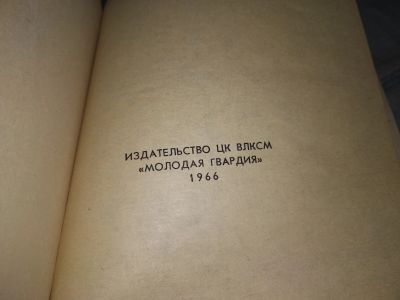 ИЗДАТЕЛЬСТВО ЦК ВЛКСМ
«МОЛОДАЯ ГВАРДИЯ»
1966